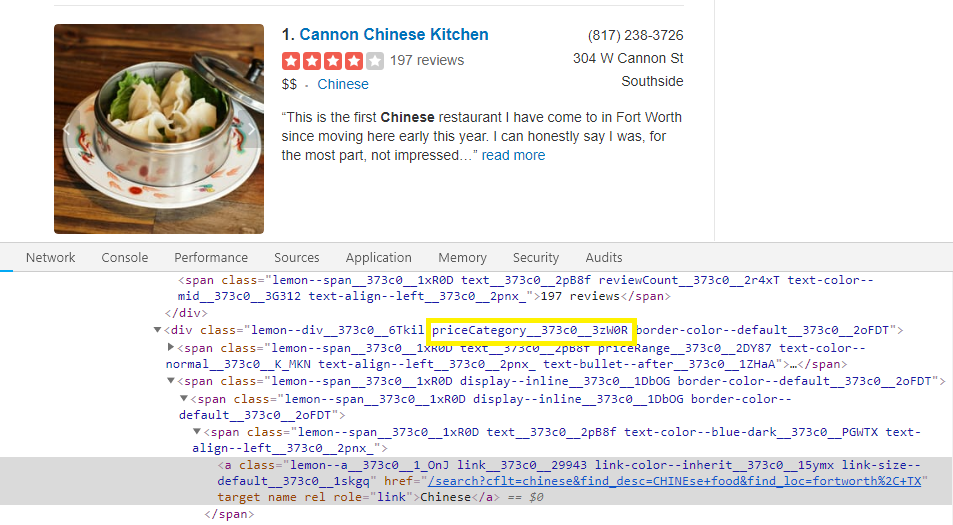 1. Cannon Chinese Kitchen
197 reviews
$$ - Chinese
(817) 238-3726
304 W Cannon St
Southside
“This is the first Chinese restaurant I have come to in Fort Worth
since moving here early this year. I can honestly say I was, for
the most part, not impressed…” read more
Network Console Performance Sources Application Memory Security Audits
<span class="lemon--span__373c0__1xR0D text__373c0__2pB8f reviewCount__373c0__2r4xT text-color--
mid__373c0__3G312 text-align--left__373c0__2pnx_">197 reviews</span>
</div>
<div class="lemon--div__373c0__6Tkil priceCategory__373c0__3zW0R border-color--default__373c0__2oFDT">
<span class="lemon--span__373c0__1xR0D text__373c0__2pB8f priceRange__373c0__2DY87 text-color--
normal__373c0__K_MKN text-align--left__373c0__2pnx_ text-bullet--after__373c0__1ZHaA">…</span>
<span class="lemon--span__373c0__1xR0D display--inline__373c0__1DbOG border-color--default__373c0__2oFDT">
<span class="lemon--span__373c0__1xR0D display--inline__373c0__1DbOG border-color--
default__373c0__2oFDT">
<span class="lemon--span__373c0__1xR0D text__373c0__2pB8f text-color--blue-dark__373c0__PGWTX text-
align--left__373c0__2pnx_">
<a class="lemon--a__373c0__1_OnJ link__373c0__29943 link-color--inherit__373c0__15ymx link-size--
default__373c0__1skgq" href="/search?cflt=chinese&find_desc=CHINEse+food&find_loc=fortworth%2C+TX"
target name rel role="link">Chinese</a> == $0
</span>